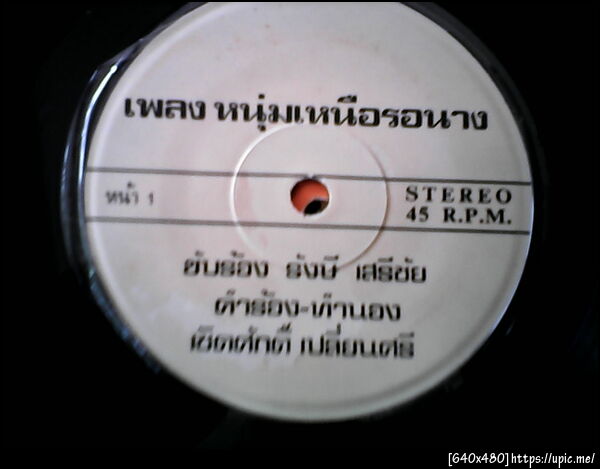 เพลง หนุ่มเหนือรอนาง
หน้า 1
STEREO
45 R.P.M.
ขับร้อง รังษี เสรีชัย
คำร้อง-ทำนอง
เชิดศักดิ์ เปลี่ยนศรี
[640x480]https://upic.me/